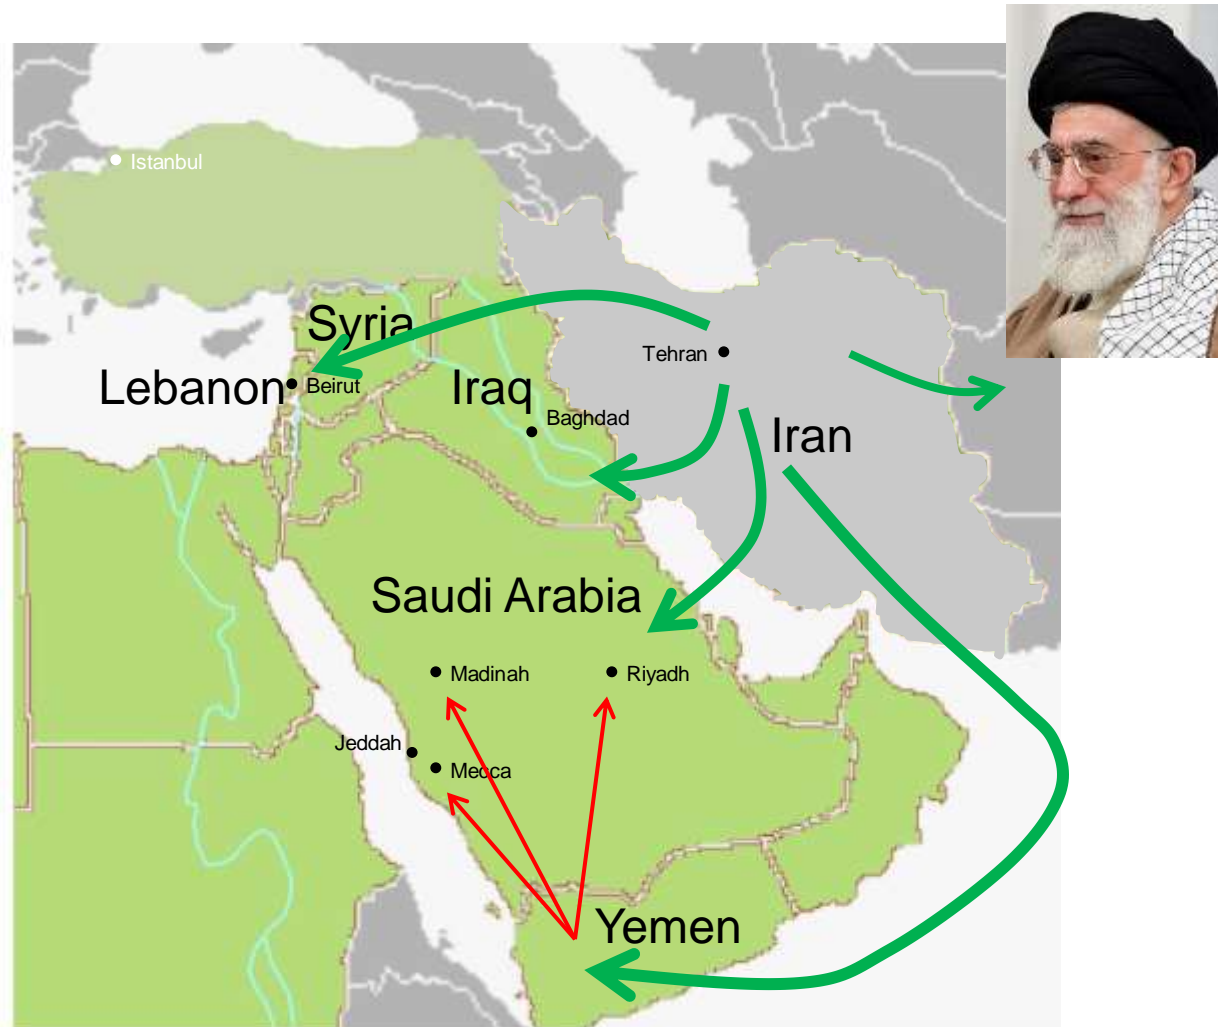 Istanbul
Syria
Tehran
Lebanon
Beirut
Iraq
Baghdad
Iran
Saudi Arabia
Madinah
Riyadh
Jeddah
Mecca
Yemen